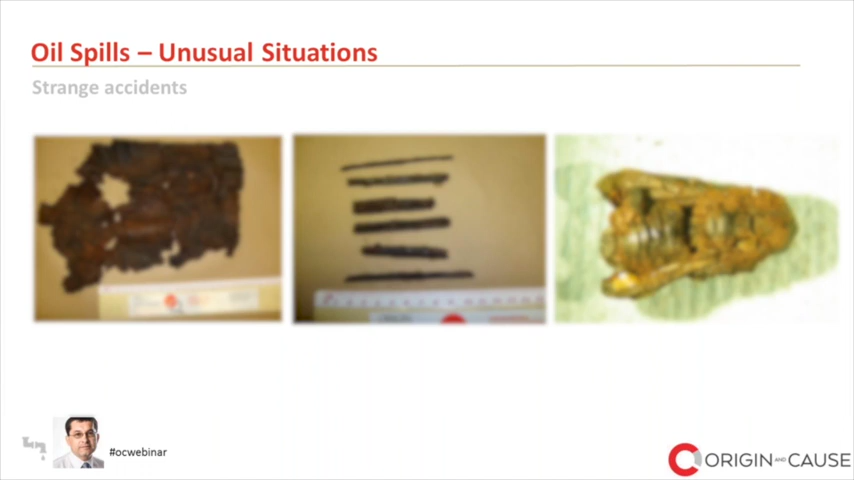 Oil Spills – Unusual Situations
Strange accidents
#ocwebinar
ORIGIN AND CAUSE